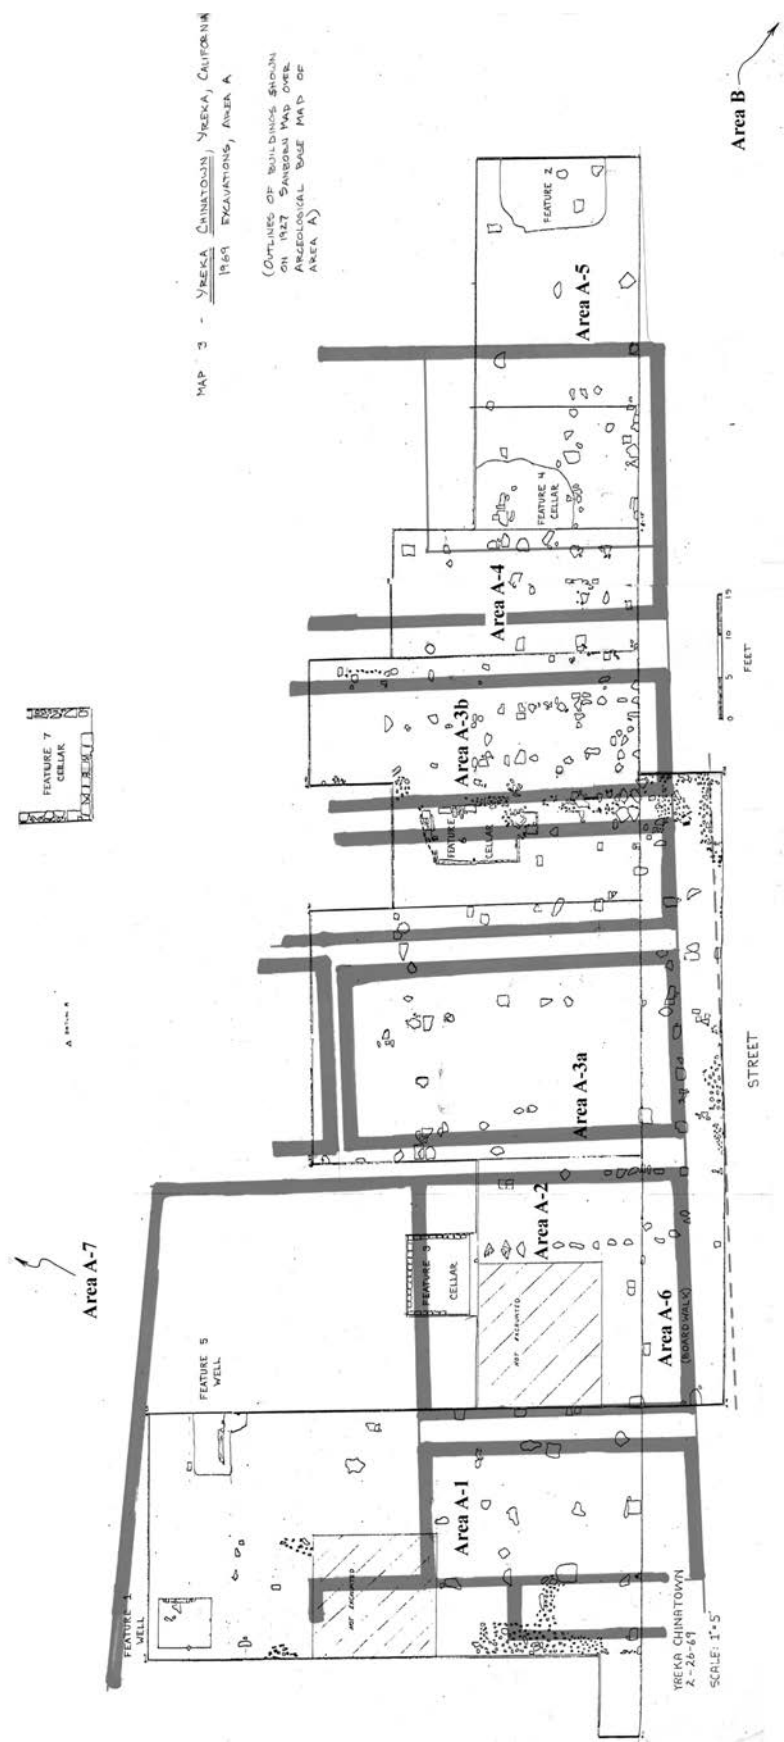 MAP 3 - YREKA CHINATOWN, YREKA, CALIFORNIA
1969 EXCAVATIONS, AREA A
(OUTLINES OF BUILDINGS SHOWN
ON 1927 SANBORN MAP OVER
ARCEOLOGICAL BASE MAP OF
AREA A)
Area B
FEATURE 7
CELLAR
Area A-7
FEATURE 1
WELL
FEATURE 5
WELL
FEATURE 3
CELLAR
FEATURE
6
CELLAR
FEATURE 4
CELLAR
FEATURE 2
NOT EXCAVATED
NOT EXCAVATED
Area A-1
Area A-2
Area A-3a
Area A-3b
Area A-4
Area A-5
Area A-6
(BOARDWALK)
STREET
0 5 10 15
FEET
YREKA CHINATOWN
2-26-69
SCALE: 1"=5'